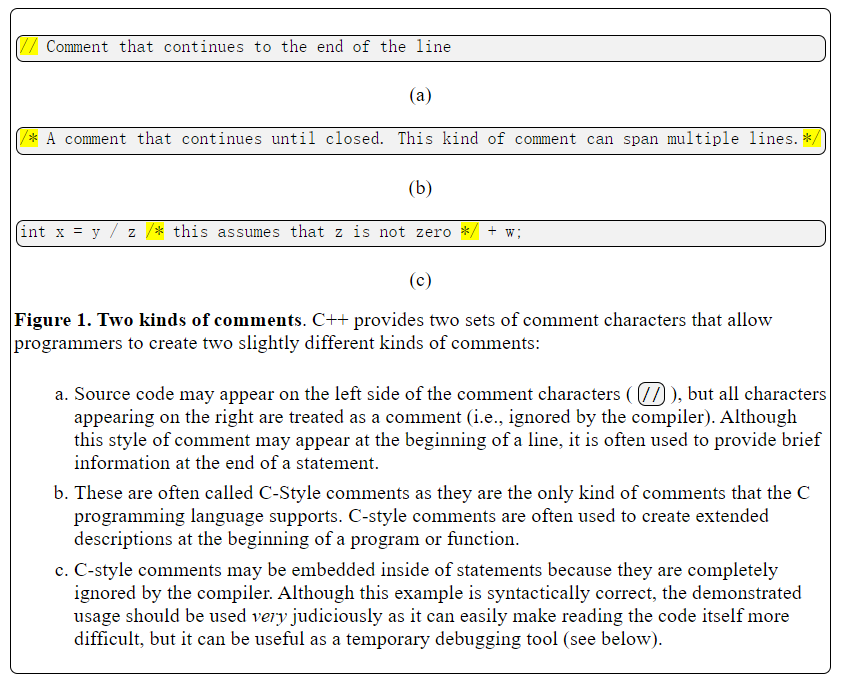 // Comment that continues to the end of the line
(a)
/* A comment that continues until closed. This kind of comment can span multiple lines. */
(b)
int x = y / z /* this assumes that z is not zero */ + w;
(c)
Figure 1. Two kinds of comments. C++ provides two sets of comment characters that allow
programmers to create two slightly different kinds of comments:
a. Source code may appear on the left side of the comment characters ( // ), but all characters
appearing on the right are treated as a comment (i.e., ignored by the compiler). Although
this style of comment may appear at the beginning of a line, it is often used to provide brief
information at the end of a statement.
b. These are often called C-Style comments as they are the only kind of comments that the C
programming language supports. C-style comments are often used to create extended
descriptions at the beginning of a program or function.
c. C-style comments may be embedded inside of statements because they are completely
ignored by the compiler. Although this example is syntactically correct, the demonstrated
usage should be used very judiciously as it can easily make reading the code itself more
difficult, but it can be useful as a temporary debugging tool (see below).